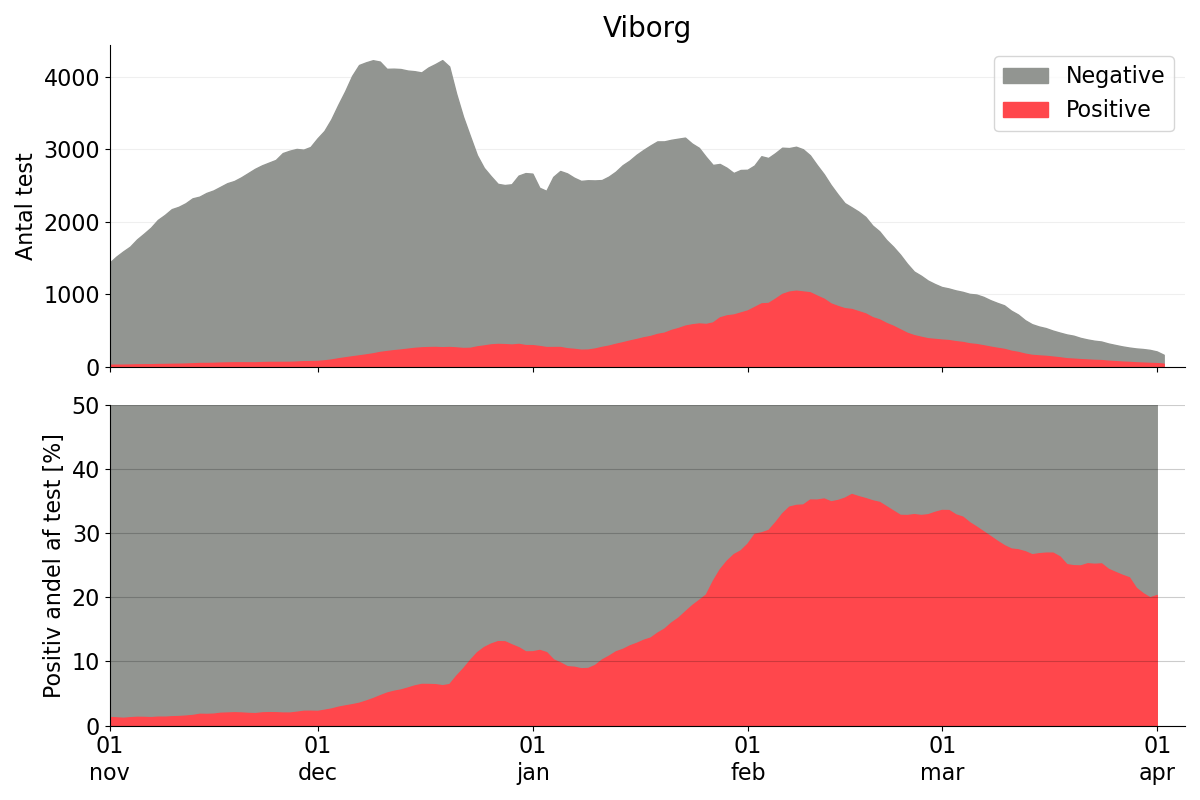 Viborg
Negative
Positive
Antal test
4000
3000
2000
1000
0
Positiv andel af test [%]
50
40
30
20
10
0
01 01 01 01 01 01
nov dec jan feb mar apr